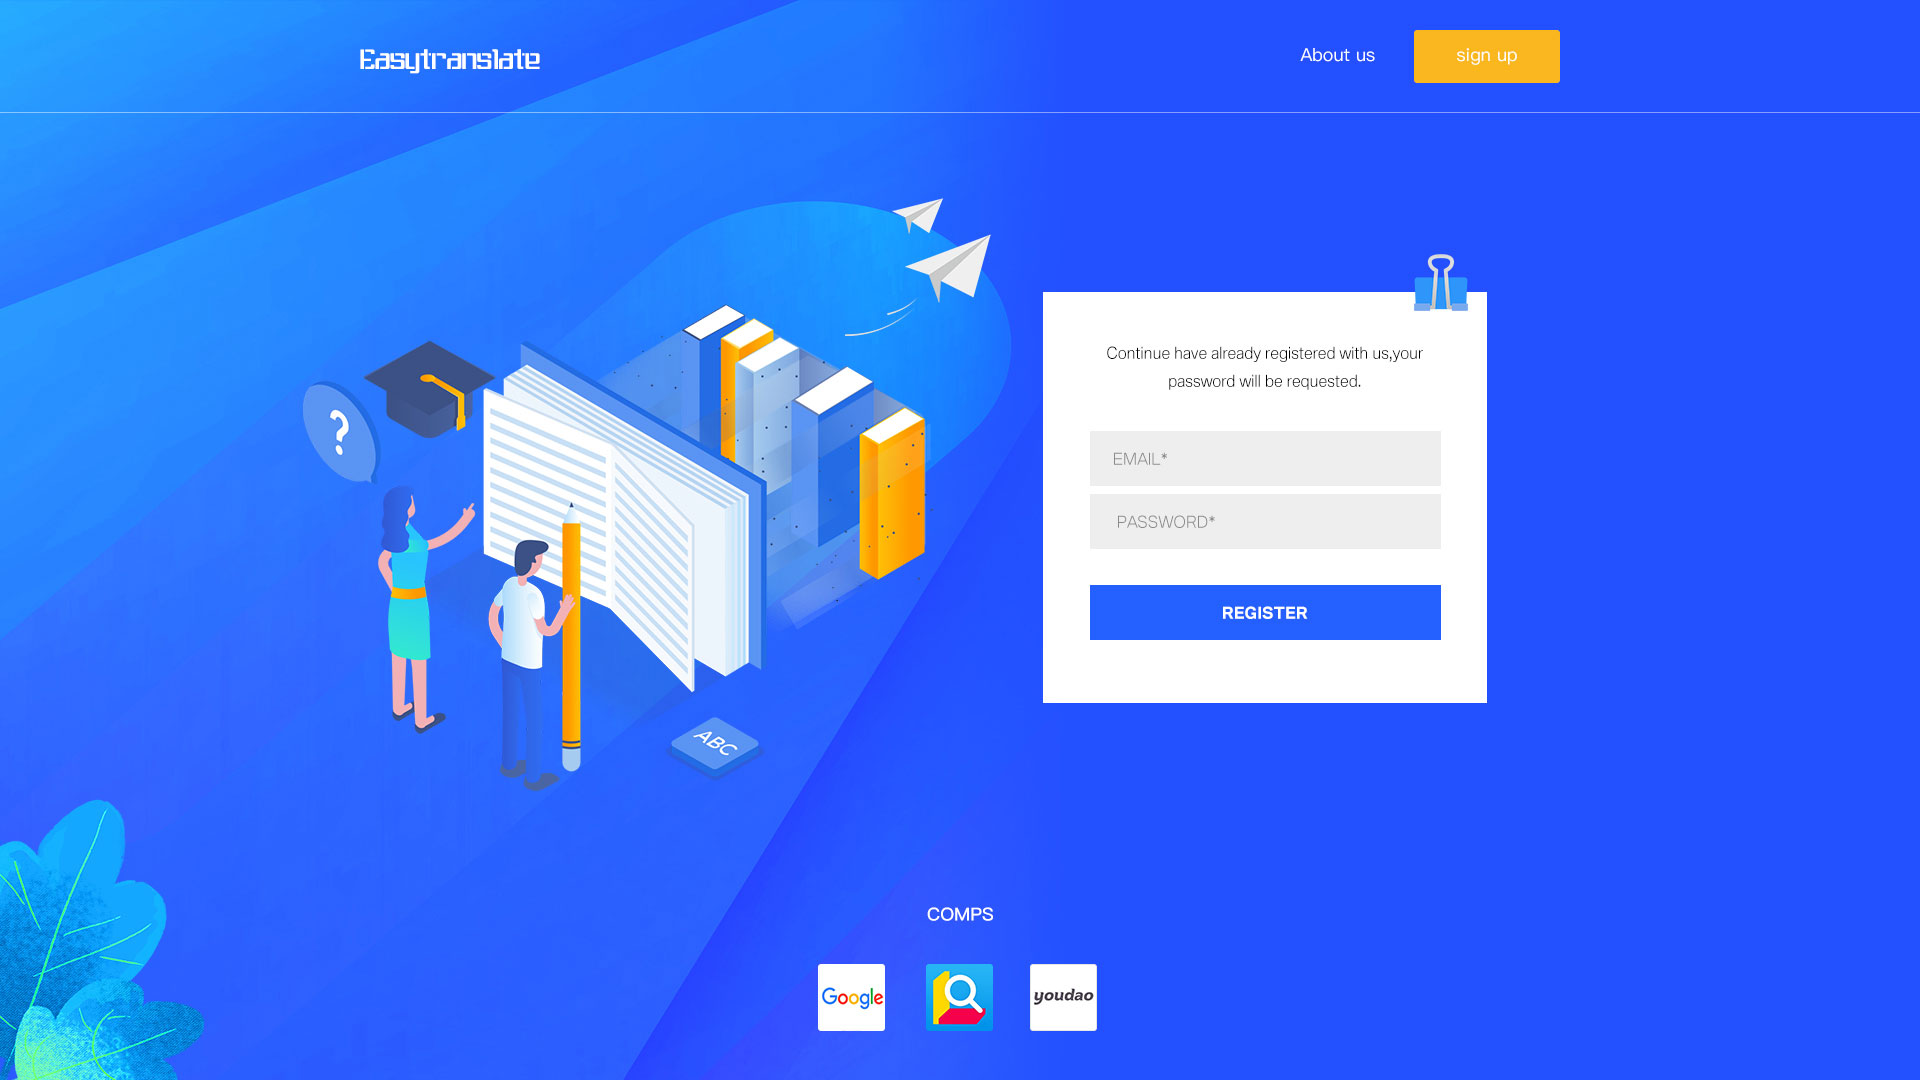 Easytranslate
About us
sign up
?
Continue have already registered with us,your
password will be requested.
EMAIL*
PASSWORD*
REGISTER
ABC
COMPS
Google
youdao